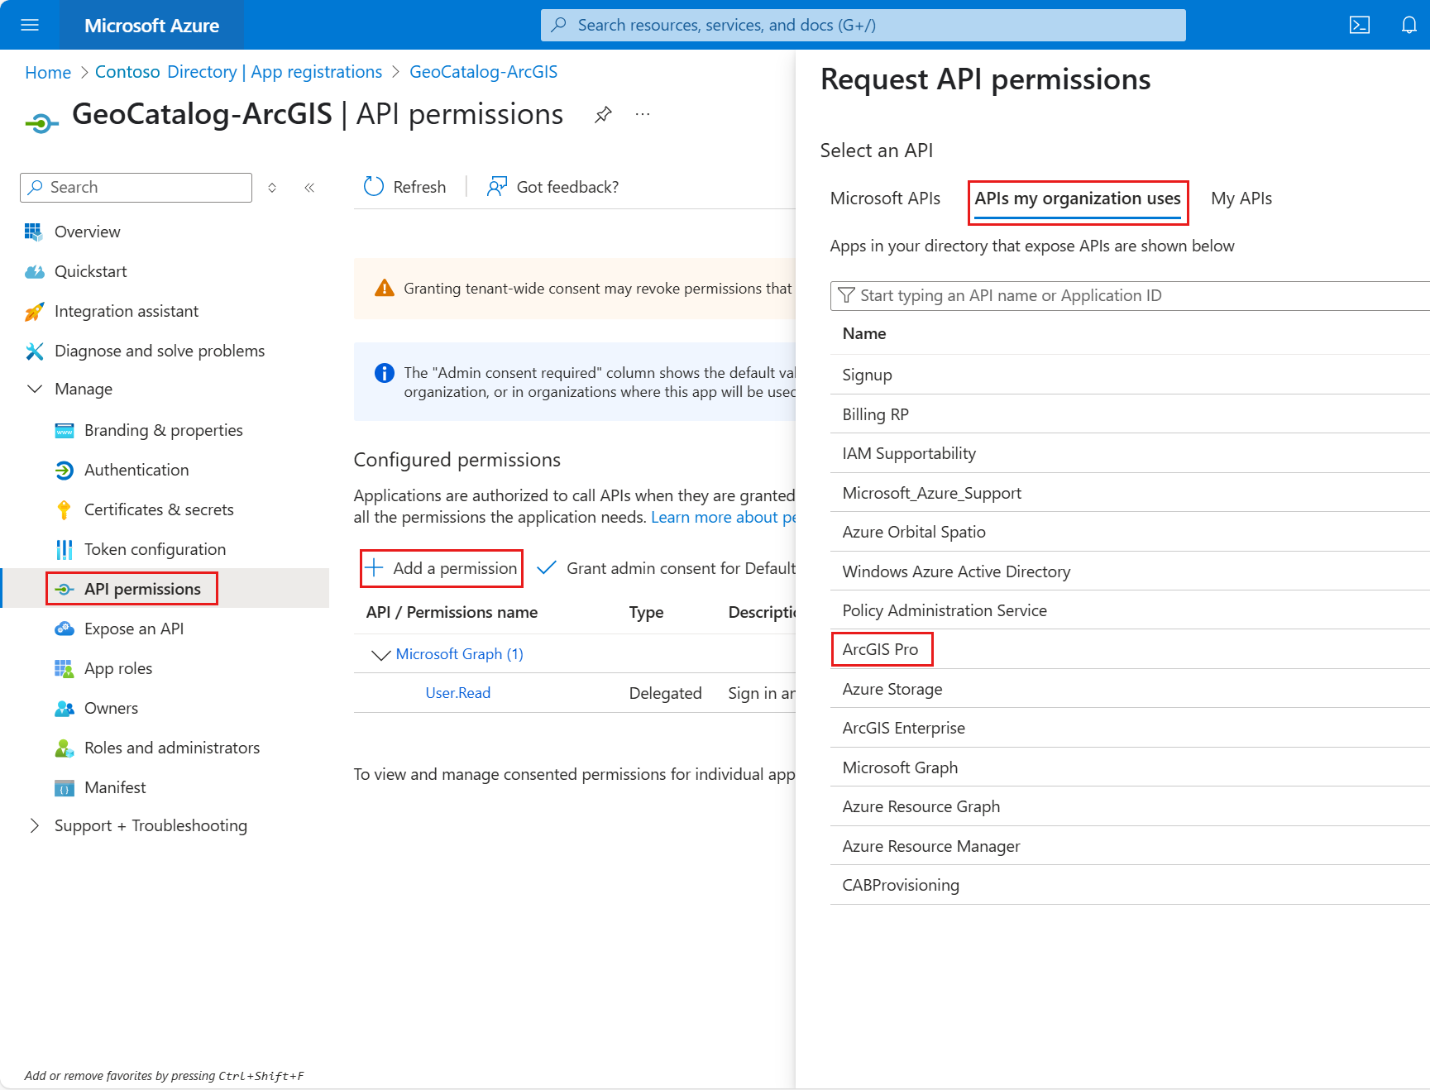 Microsoft Azure
Search resources, services, and docs (G+/)
Home > Contoso Directory | App registrations > GeoCatalog-ArcGIS
GeoCatalog-ArcGIS | API permissions
...
Search
«
Overview
Quickstart
Integration assistant
Diagnose and solve problems
Manage
Branding & properties
Authentication
Certificates & secrets
Token configuration
API permissions
Expose an API
App roles
Owners
Roles and administrators
Manifest
Support + Troubleshooting
Add or remove favorites by pressing Ctrl+Shift+F
Refresh
Got feedback?
Granting tenant-wide consent may revoke permissions that
The "Admin consent required" column shows the default val
organization, or in organizations where this app will be used
Configured permissions
Applications are authorized to call APIs when they are granted
all the permissions the application needs. Learn more about pe
Add a permission
Grant admin consent for Default
API / Permissions name Type Descriptio
Microsoft Graph (1)
User.Read Delegated Sign in an
To view and manage consented permissions for individual app
Request API permissions
Select an API
Microsoft APIs APIs my organization uses My APIs
Apps in your directory that expose APIs are shown below
Start typing an API name or Application ID
Name
Signup
Billing RP
IAM Supportability
Microsoft_Azure_Support
Azure Orbital Spatio
Windows Azure Active Directory
Policy Administration Service
ArcGIS Pro
Azure Storage
ArcGIS Enterprise
Microsoft Graph
Azure Resource Graph
Azure Resource Manager
CABProvisioning